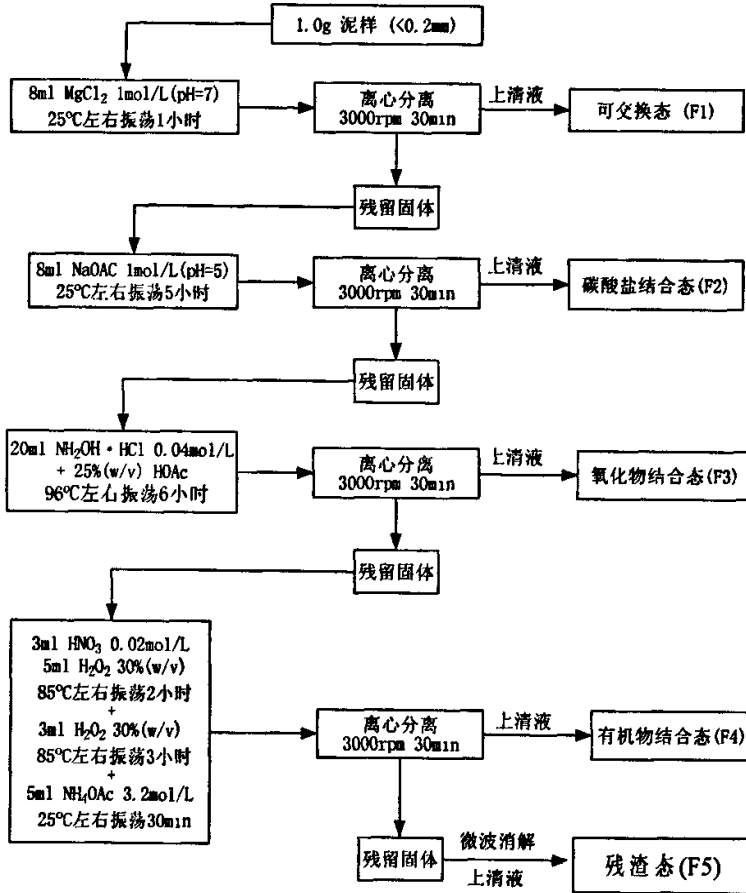 1.0g 泥样 (<0.2mm)
8ml MgCl₂ 1mol/L(pH=7)
25℃左右振荡1小时
离心分离
3000rpm 30min
上清液
可交换态 (F1)
残留固体
8ml NaOAC 1mol/L(pH=5)
25℃左右振荡5小时
离心分离
3000rpm 30min
上清液
碳酸盐结合态(F2)
残留固体
20ml NH₂OH·HCl 0.04mol/L
+ 25%(w/v) HOAc
96℃左右振荡6小时
离心分离
3000rpm 30min
上清液
氧化物结合态(F3)
残留固体
3ml HNO₃ 0.02mol/L
5ml H₂O₂ 30%(w/v)
85℃左右振荡2小时
+
3ml H₂O₂ 30%(w/v)
85℃左右振荡3小时
+
5ml NH₄OAc 3.2mol/L
25℃左右振荡30min
离心分离
3000rpm 30min
上清液
有机物结合态(F4)
残留固体
微波消解
上清液
残渣态(F5)